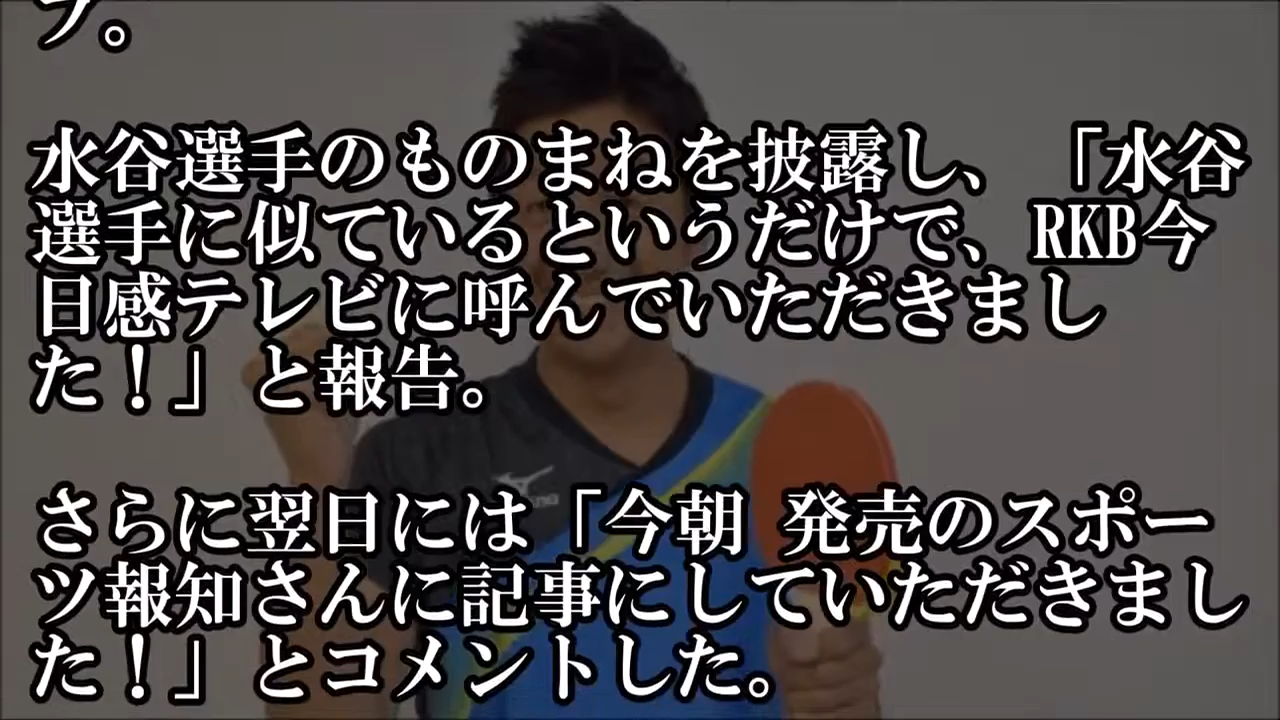 プ。
水谷選手のものまねを披露し、「水谷
選手に似ているというだけで、RKB今
日感テレビに呼んでいただきまし
た！」と報告。
さらに翌日には「今朝 発売のスポー
ツ報知さんに記事にしていただきまし
た！」とコメントした。